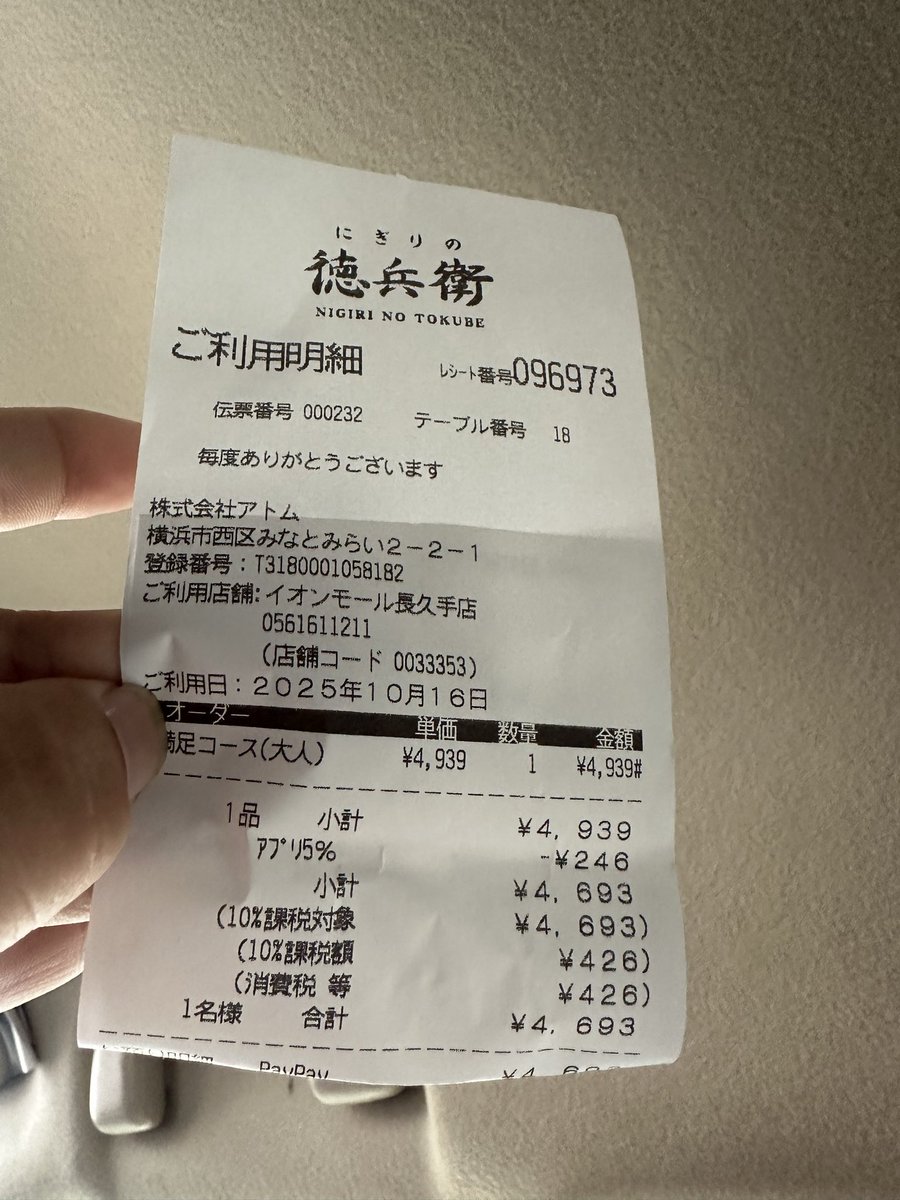 にぎりの
徳兵衛
NIGIRI NO TOKUBE
ご利用明細 ﾚｼｰﾄ番号096973
伝票番号 000232 テーブル番号 18
毎度ありがとうございます
株式会社アトム
横浜市西区みなとみらい２－２－１
登録番号：T3180001058182
ご利用店舗:イオンモール長久手店
0561611211
(店舗コード 0033353)
ご利用日：２０２５年１０月１６日
オーダー 単価 数量 金額
満足コース(大人) ¥4,939 1 ¥4,939#
1品 小計 ¥４，９３９
ｱﾌﾟﾘ5% -¥２４６
小計 ¥４，６９３
(10%課税対象 ¥４，６９３)
(10%課税額 ¥４２６)
(消費税 等 ¥４２６)
1名様 合計 ¥４，６９３
PayPay